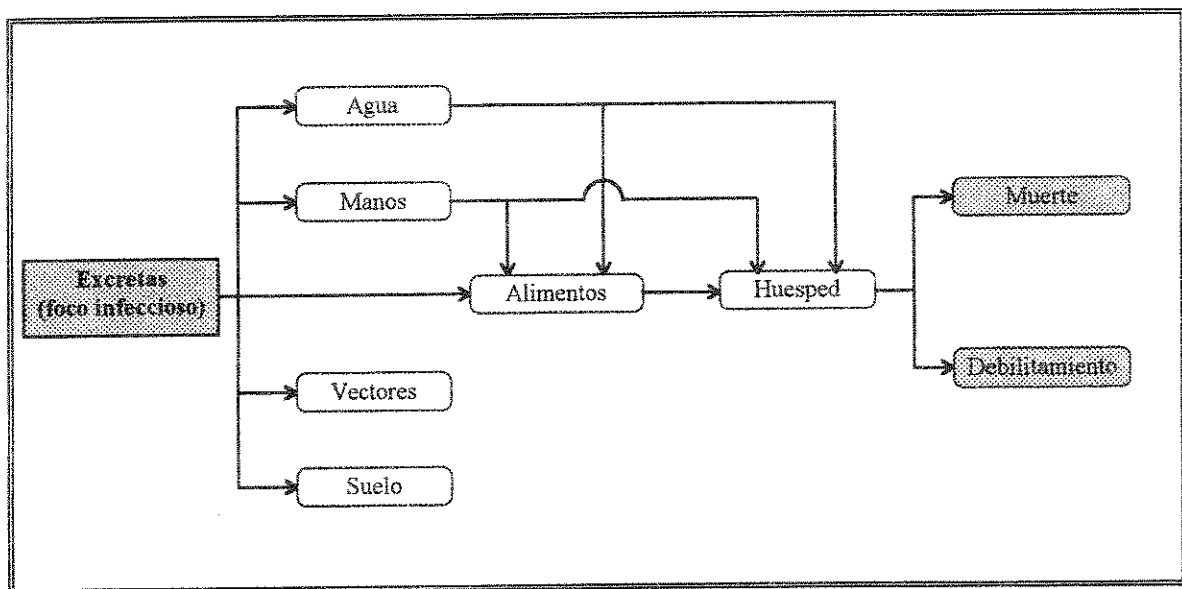 Agua
Manos
Muerte
Excretas
(foco infeccioso)
Alimentos
Huesped
Debilitamiento
Vectores
Suelo